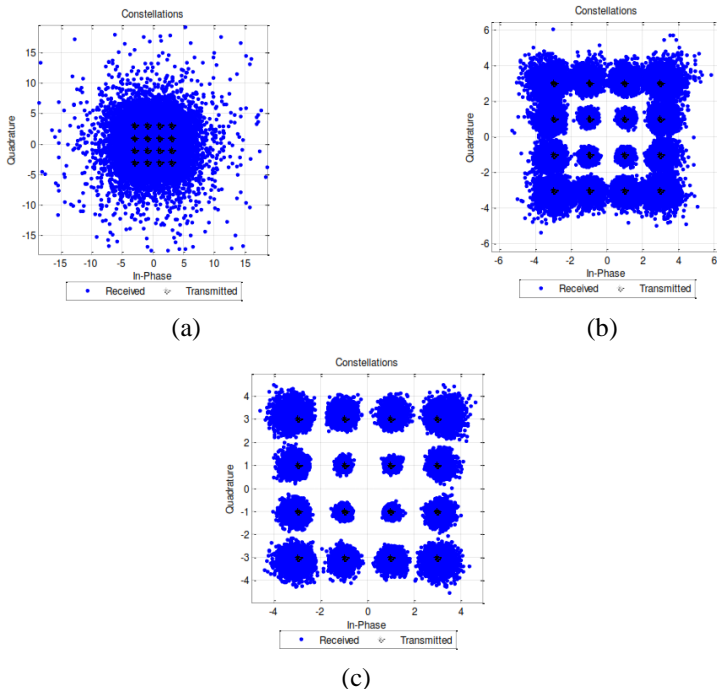 Constellations
15
10
5
0
-5
-10
-15
Quadrature
-15 -10 -5 0 5 10 15
In-Phase
Received Transmitted
(a)
Constellations
6
4
2
0
-2
-4
-6
Quadrature
-6 -4 -2 0 2 4 6
In-Phase
Received Transmitted
(b)
Constellations
4
3
2
1
0
-1
-2
-3
-4
Quadrature
-4 -2 0 2 4
In-Phase
Received Transmitted
(c)